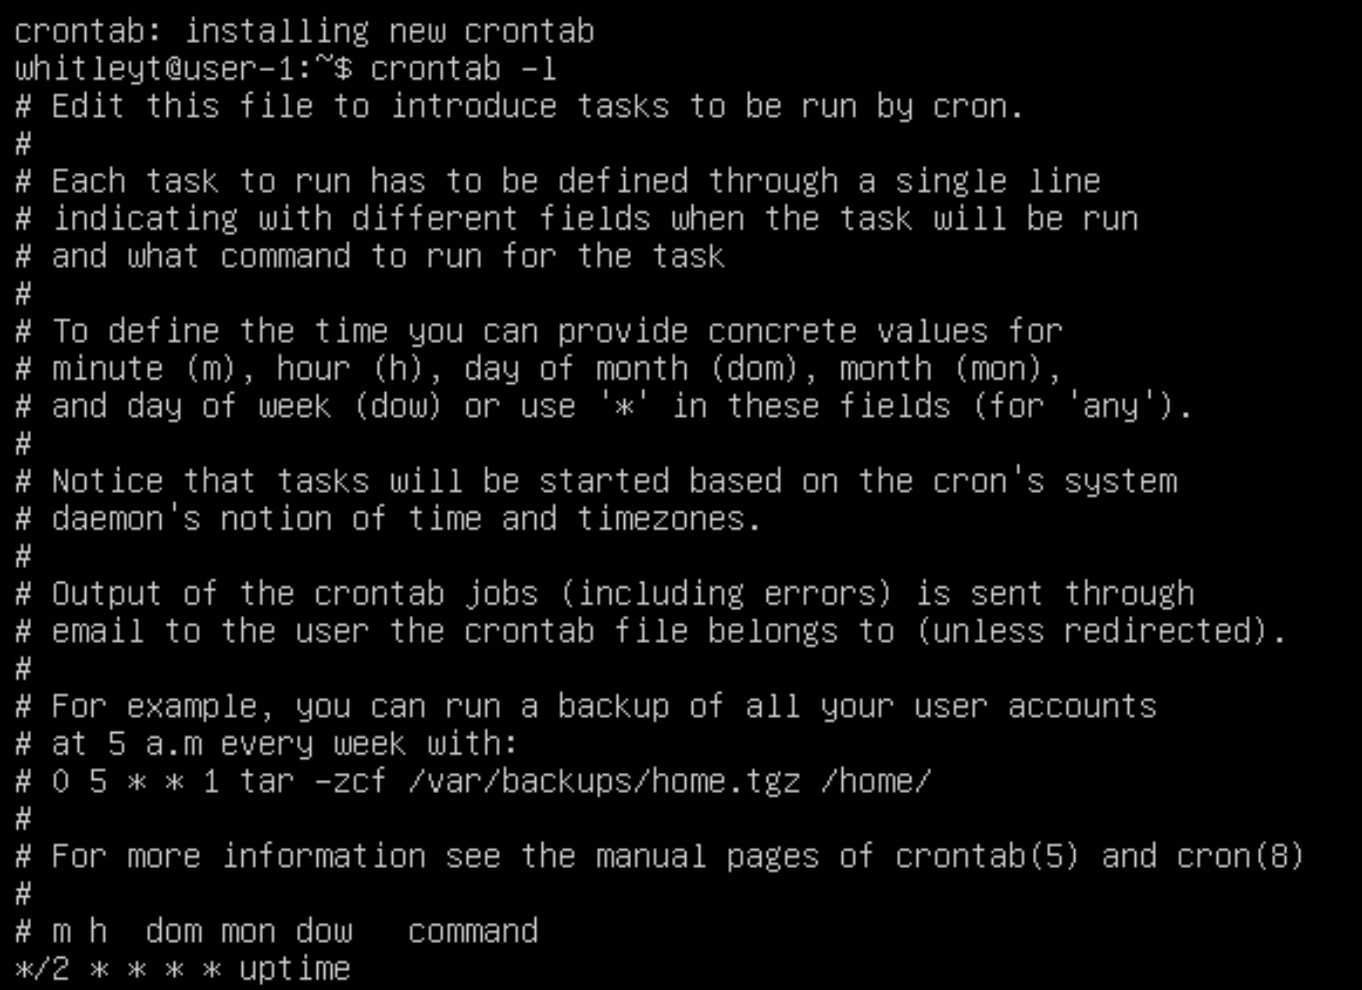 crontab: installing new crontab
whitleyt@user-1:~$ crontab -l
# Edit this file to introduce tasks to be run by cron.
#
# Each task to run has to be defined through a single line
# indicating with different fields when the task will be run
# and what command to run for the task
#
# To define the time you can provide concrete values for
# minute (m), hour (h), day of month (dom), month (mon),
# and day of week (dow) or use '*' in these fields (for 'any').
#
# Notice that tasks will be started based on the cron's system
# daemon's notion of time and timezones.
#
# Output of the crontab jobs (including errors) is sent through
# email to the user the crontab file belongs to (unless redirected).
#
# For example, you can run a backup of all your user accounts
# at 5 a.m every week with:
# 0 5 * * 1 tar -zcf /var/backups/home.tgz /home/
#
# For more information see the manual pages of crontab(5) and cron(8)
#
# m h  dom mon dow   command
*/2 * * * * uptime